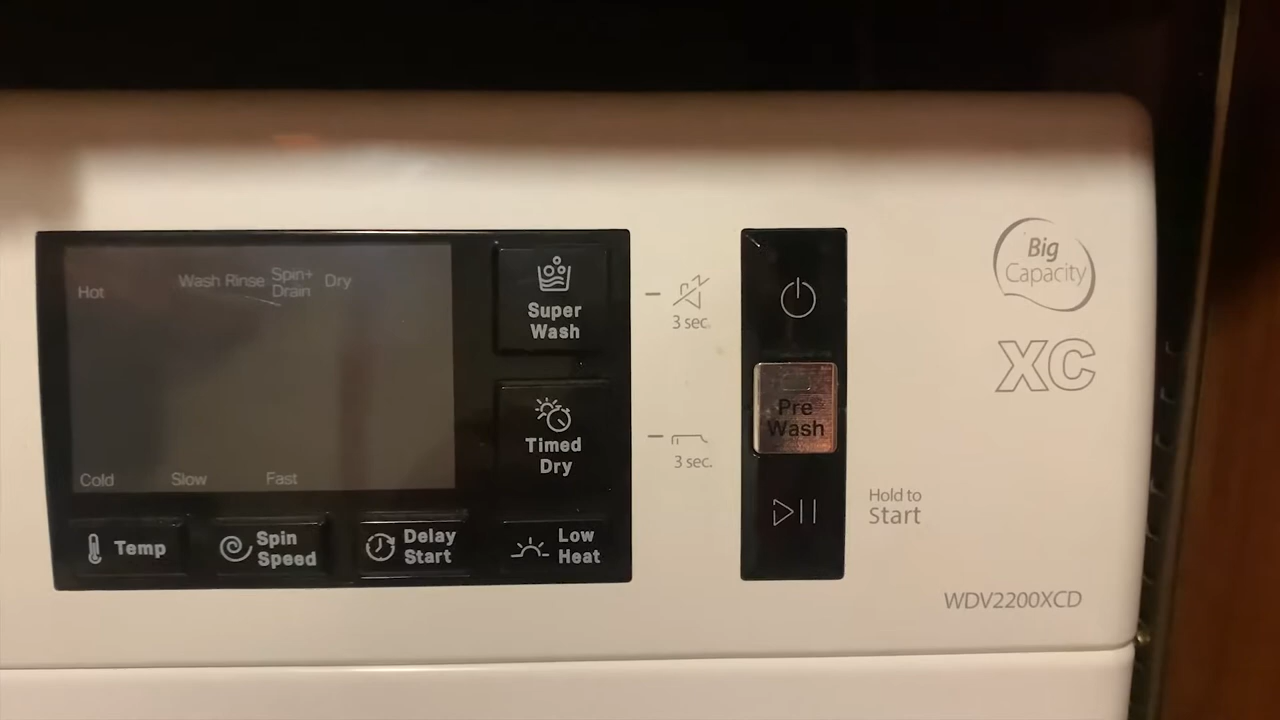 Hot
Wash Rinse Spin+ Drain Dry
Cold Slow Fast
Super
Wash
Timed
Dry
Temp
Spin
Speed
Delay
Start
Low
Heat
3 sec.
3 sec.
Pre
Wash
Hold to
Start
Big
Capacity
XC
WDV2200XCD